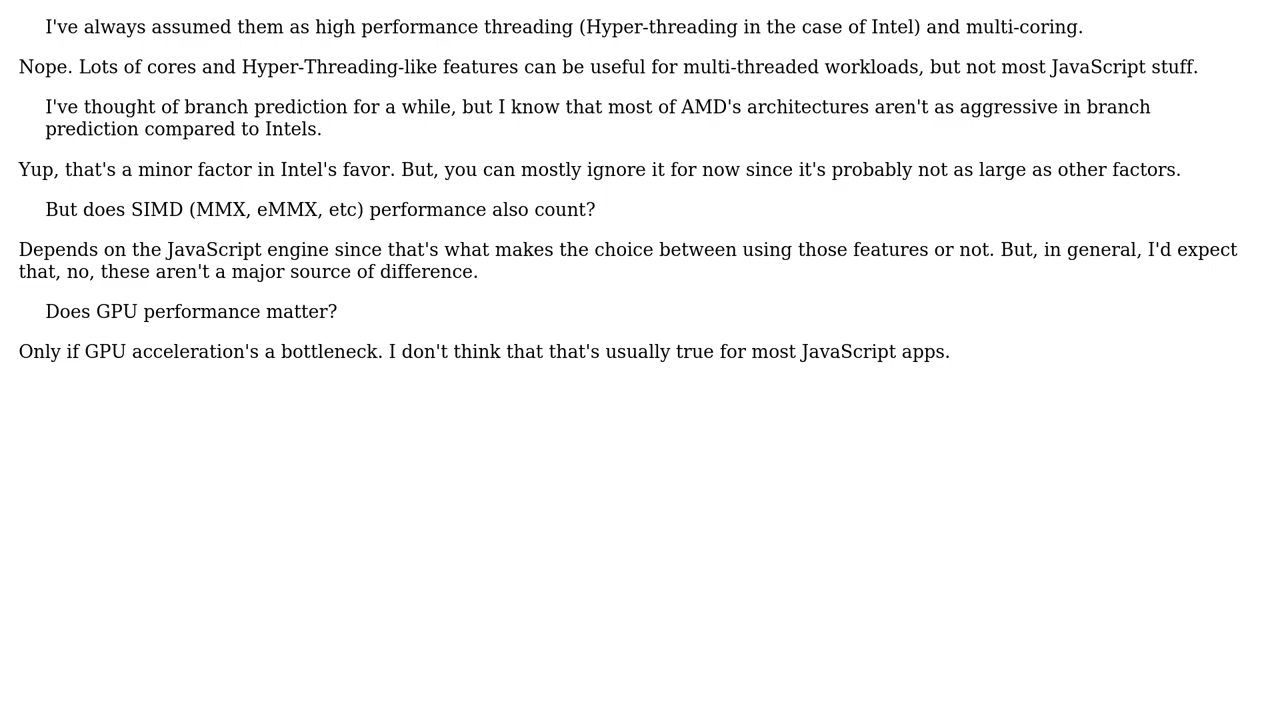 I've always assumed them as high performance threading (Hyper-threading in the case of Intel) and multi-coring.
Nope. Lots of cores and Hyper-Threading-like features can be useful for multi-threaded workloads, but not most JavaScript stuff.
I've thought of branch prediction for a while, but I know that most of AMD's architectures aren't as aggressive in branch
prediction compared to Intels.
Yup, that's a minor factor in Intel's favor. But, you can mostly ignore it for now since it's probably not as large as other factors.
But does SIMD (MMX, eMMX, etc) performance also count?
Depends on the JavaScript engine since that's what makes the choice between using those features or not. But, in general, I'd expect
that, no, these aren't a major source of difference.
Does GPU performance matter?
Only if GPU acceleration's a bottleneck. I don't think that that's usually true for most JavaScript apps.